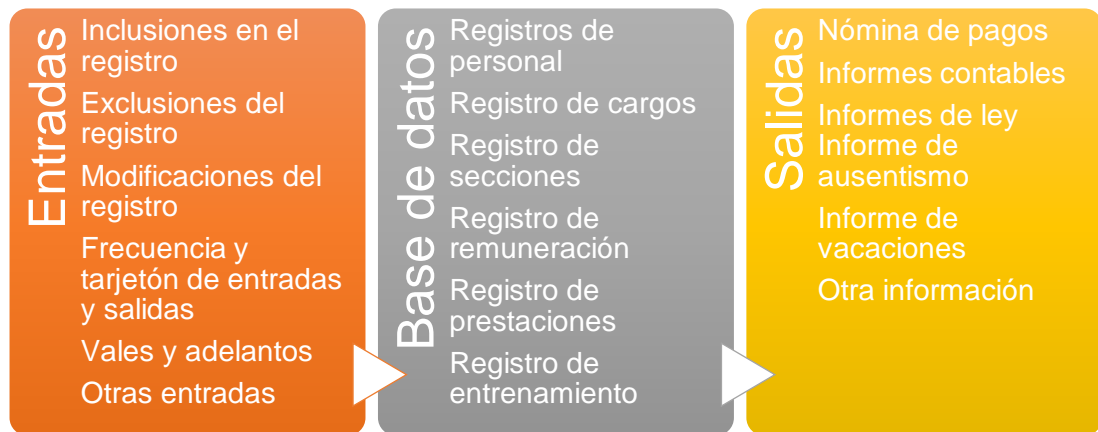 Entradas
Inclusiones en el
registro
Exclusiones del
registro
Modificaciones del
registro
Frecuencia y
tarjetón de entradas
y salidas
Vales y adelantos
Otras entradas
Base de datos
Registros de
personal
Registro de cargos
Registro de
secciones
Registro de
remuneración
Registro de
prestaciones
Registro de
entrenamiento
Salidas
Nómina de pagos
Informes contables
Informes de ley
Informe de
ausentismo
Informe de
vacaciones
Otra información